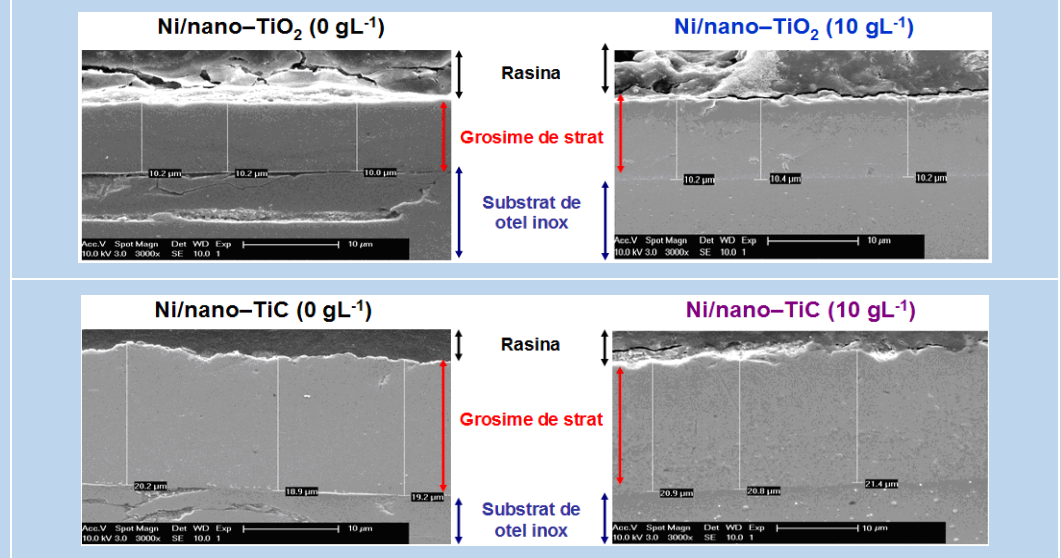 Ni/nano–TiO₂ (0 gL⁻¹)
Ni/nano–TiO₂ (10 gL⁻¹)
Rasina
Grosime de strat
Substrat de
otel inox
10.2 µm
10.2 µm
10.0 µm
10.2 µm
10.4 µm
10.2 µm
Acc.V Spot Magn Det WD Exp 10 µm
10.0 kV 3.0 3000x SE 10.0 1
Acc.V Spot Magn Det WD Exp 10 µm
10.0 kV 3.0 3000x SE 10.0 1
Ni/nano–TiC (0 gL⁻¹)
Ni/nano–TiC (10 gL⁻¹)
Rasina
Grosime de strat
Substrat de
otel inox
20.2 µm
18.9 µm
19.2 µm
20.9 µm
20.8 µm
21.4 µm
Acc.V Spot Magn Det WD Exp 10 µm
10.0 kV 3.0 3000x SE 10.0 1
Acc.V Spot Magn Det WD Exp 10 µm
10.0 kV 3.0 3000x SE 10.0 1